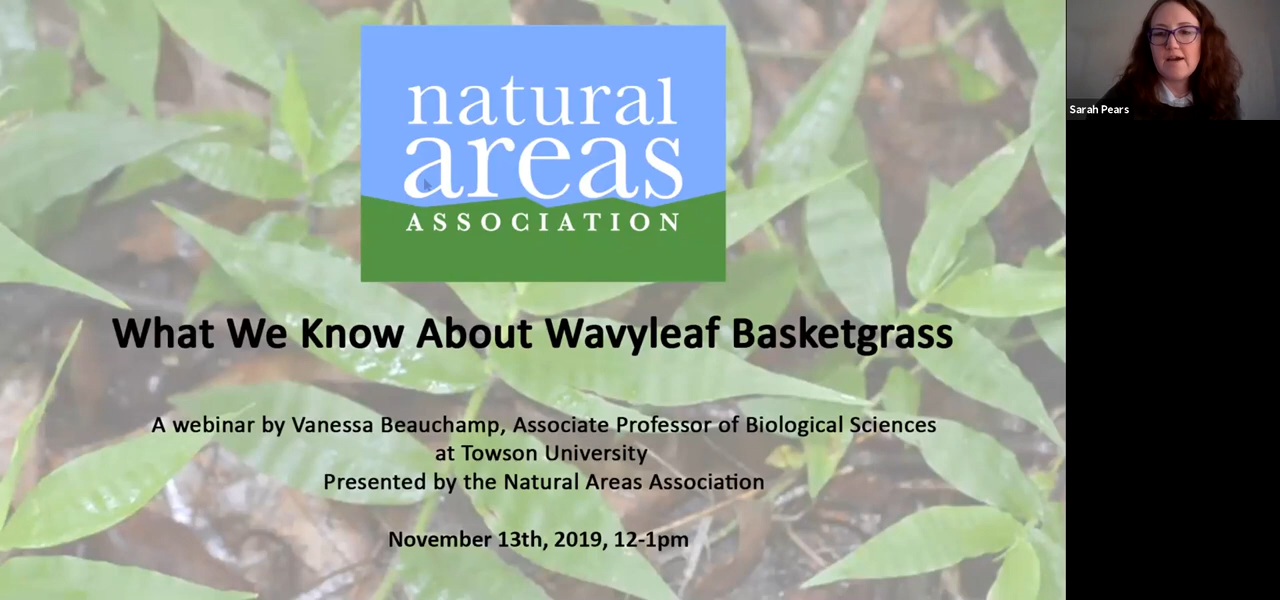 natural
areas
ASSOCIATION
Sarah Pears
What We Know About Wavyleaf Basketgrass
A webinar by Vanessa Beauchamp, Associate Professor of Biological Sciences
at Towson University
Presented by the Natural Areas Association
November 13th, 2019, 12-1pm